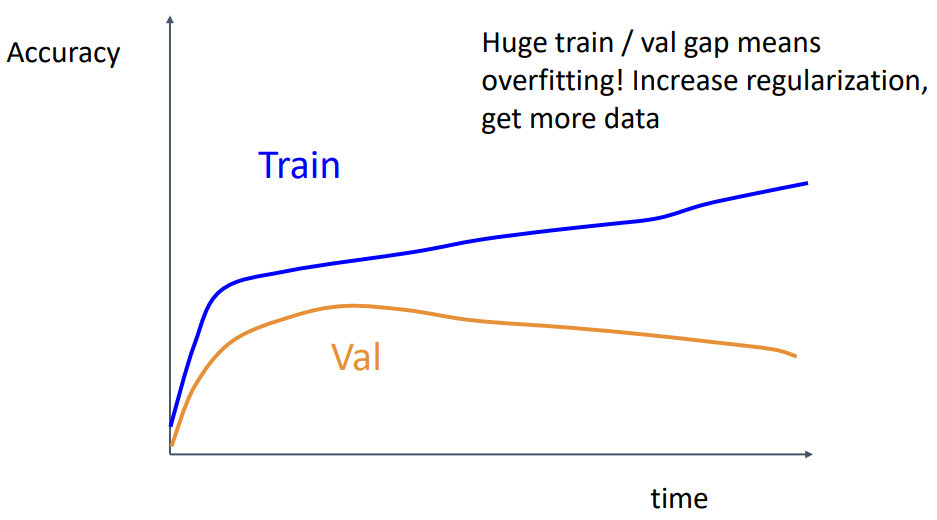 Accuracy
Huge train / val gap means
overfitting! Increase regularization,
get more data
Train
Val
time